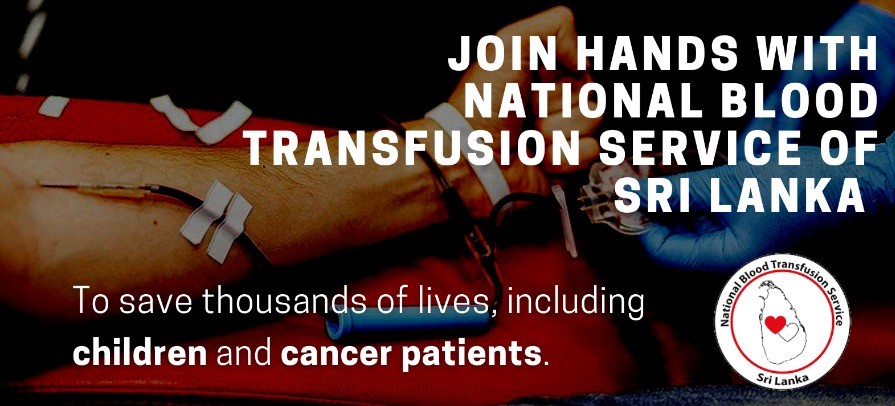 JOIN HANDS WITH
NATIONAL BLOOD
TRANSFUSION SERVICE OF
SRI LANKA
To save thousands of lives, including
children and cancer patients.
National Blood Transfusion Service
Sri Lanka